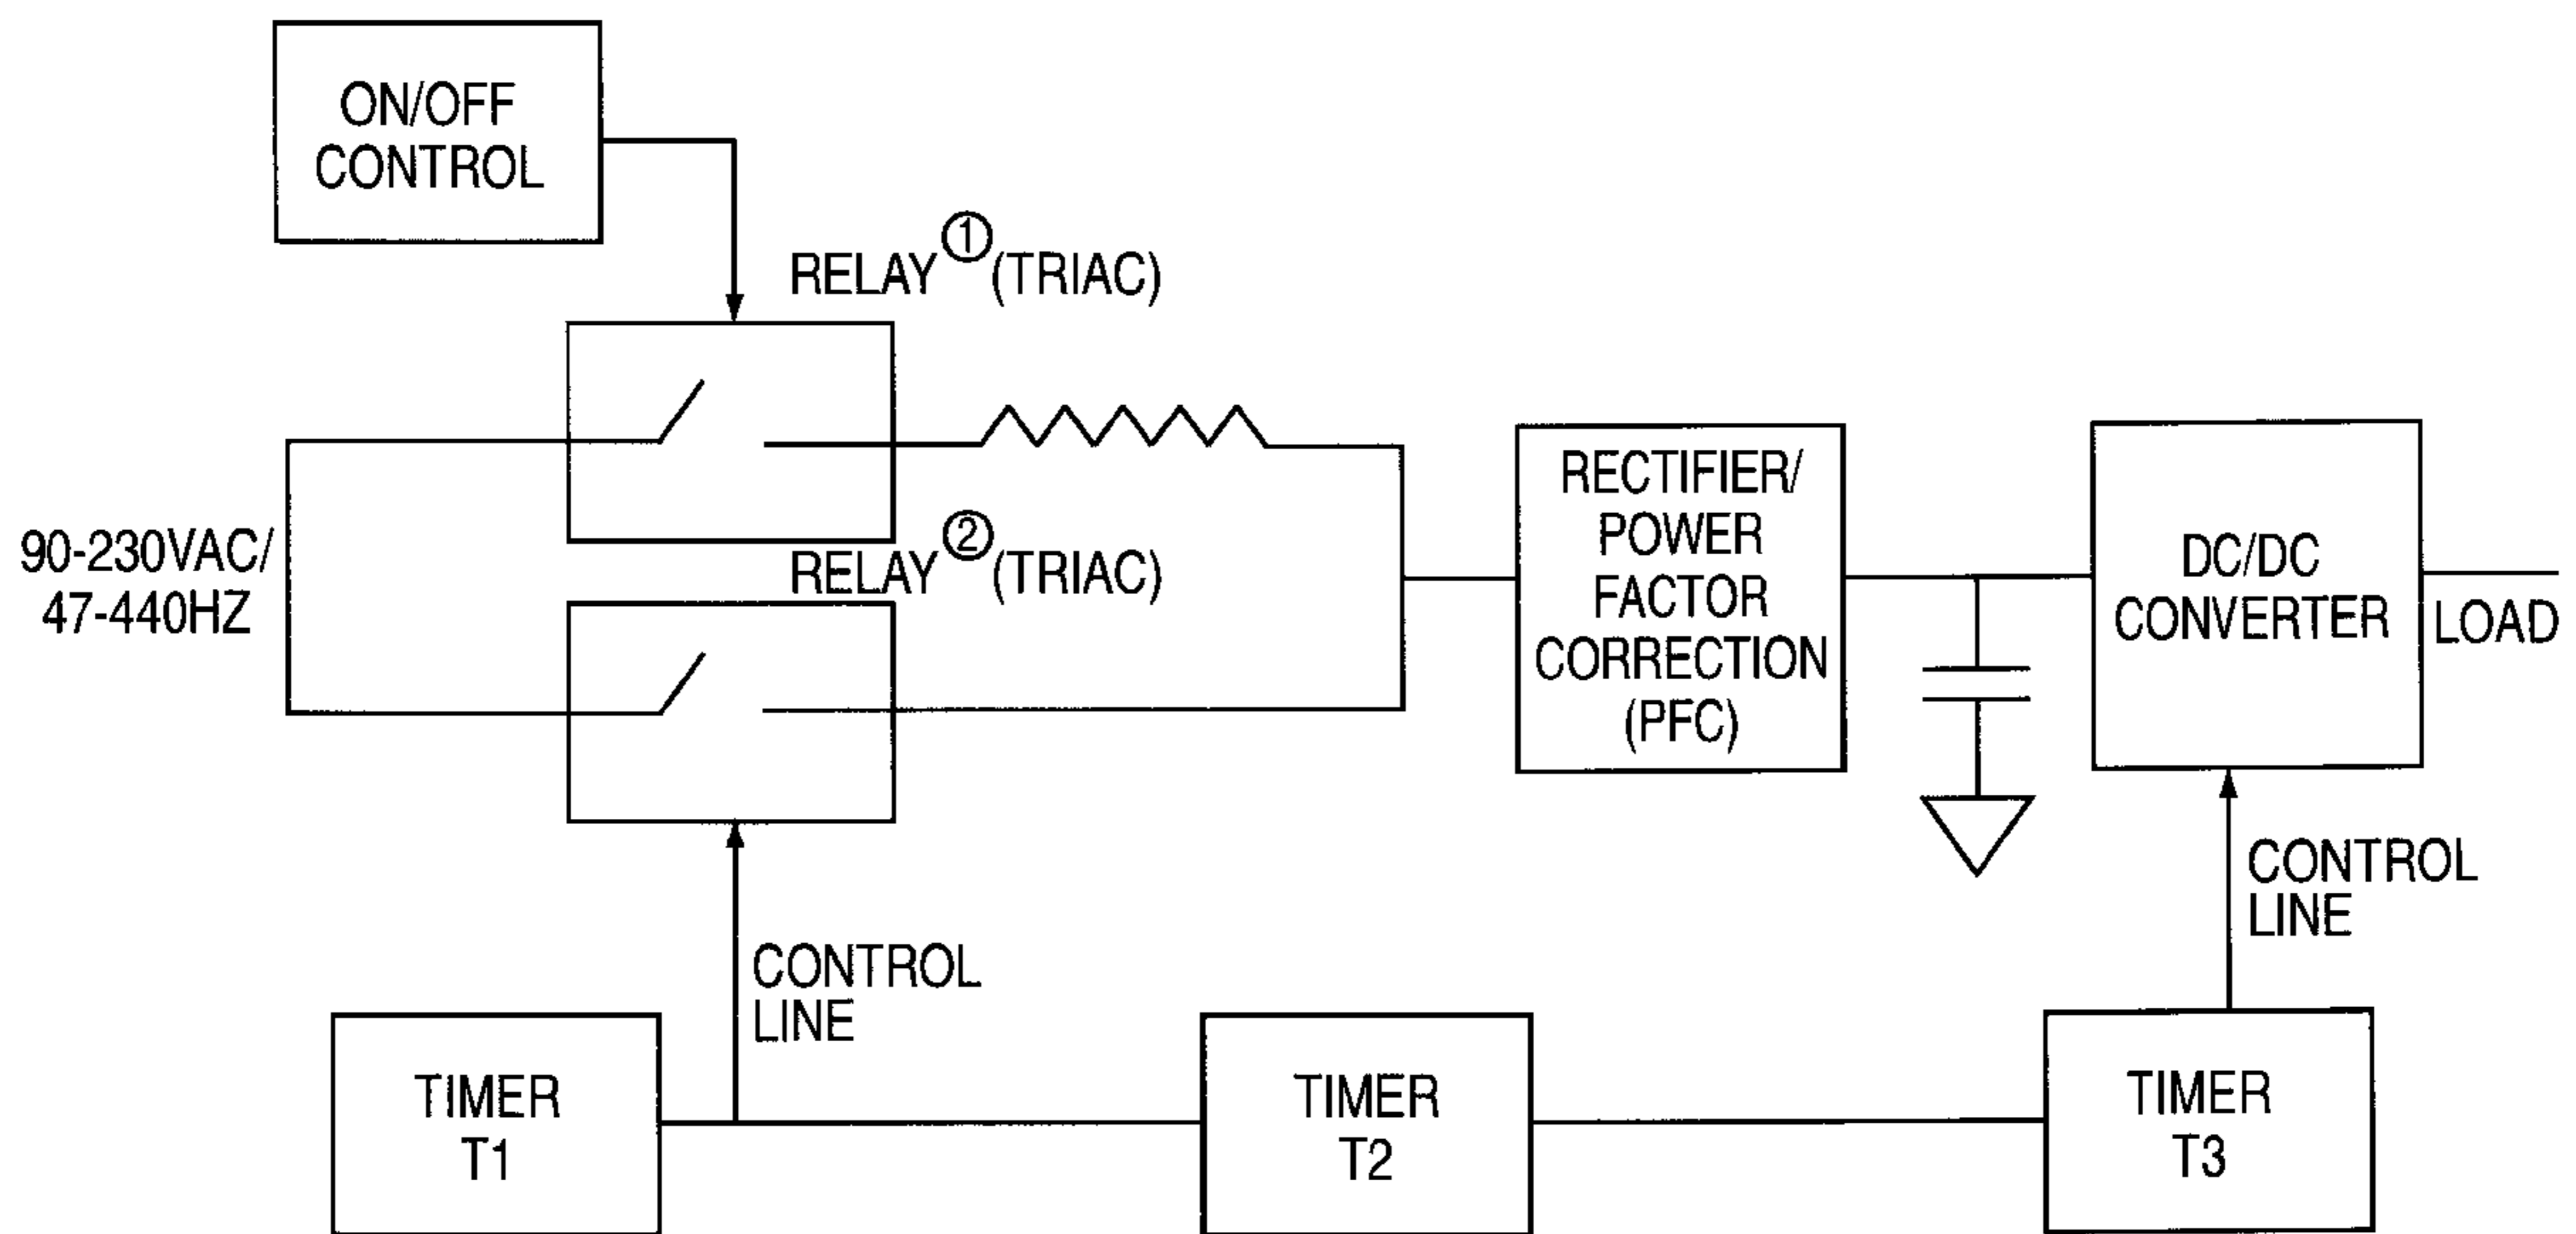 ON/OFF
CONTROL
RELAY ① (TRIAC)
90-230VAC/
47-440HZ
RELAY ② (TRIAC)
RECTIFIER/
POWER
FACTOR
CORRECTION
(PFC)
DC/DC
CONVERTER
LOAD
CONTROL
LINE
CONTROL
LINE
TIMER
T1
TIMER
T2
TIMER
T3